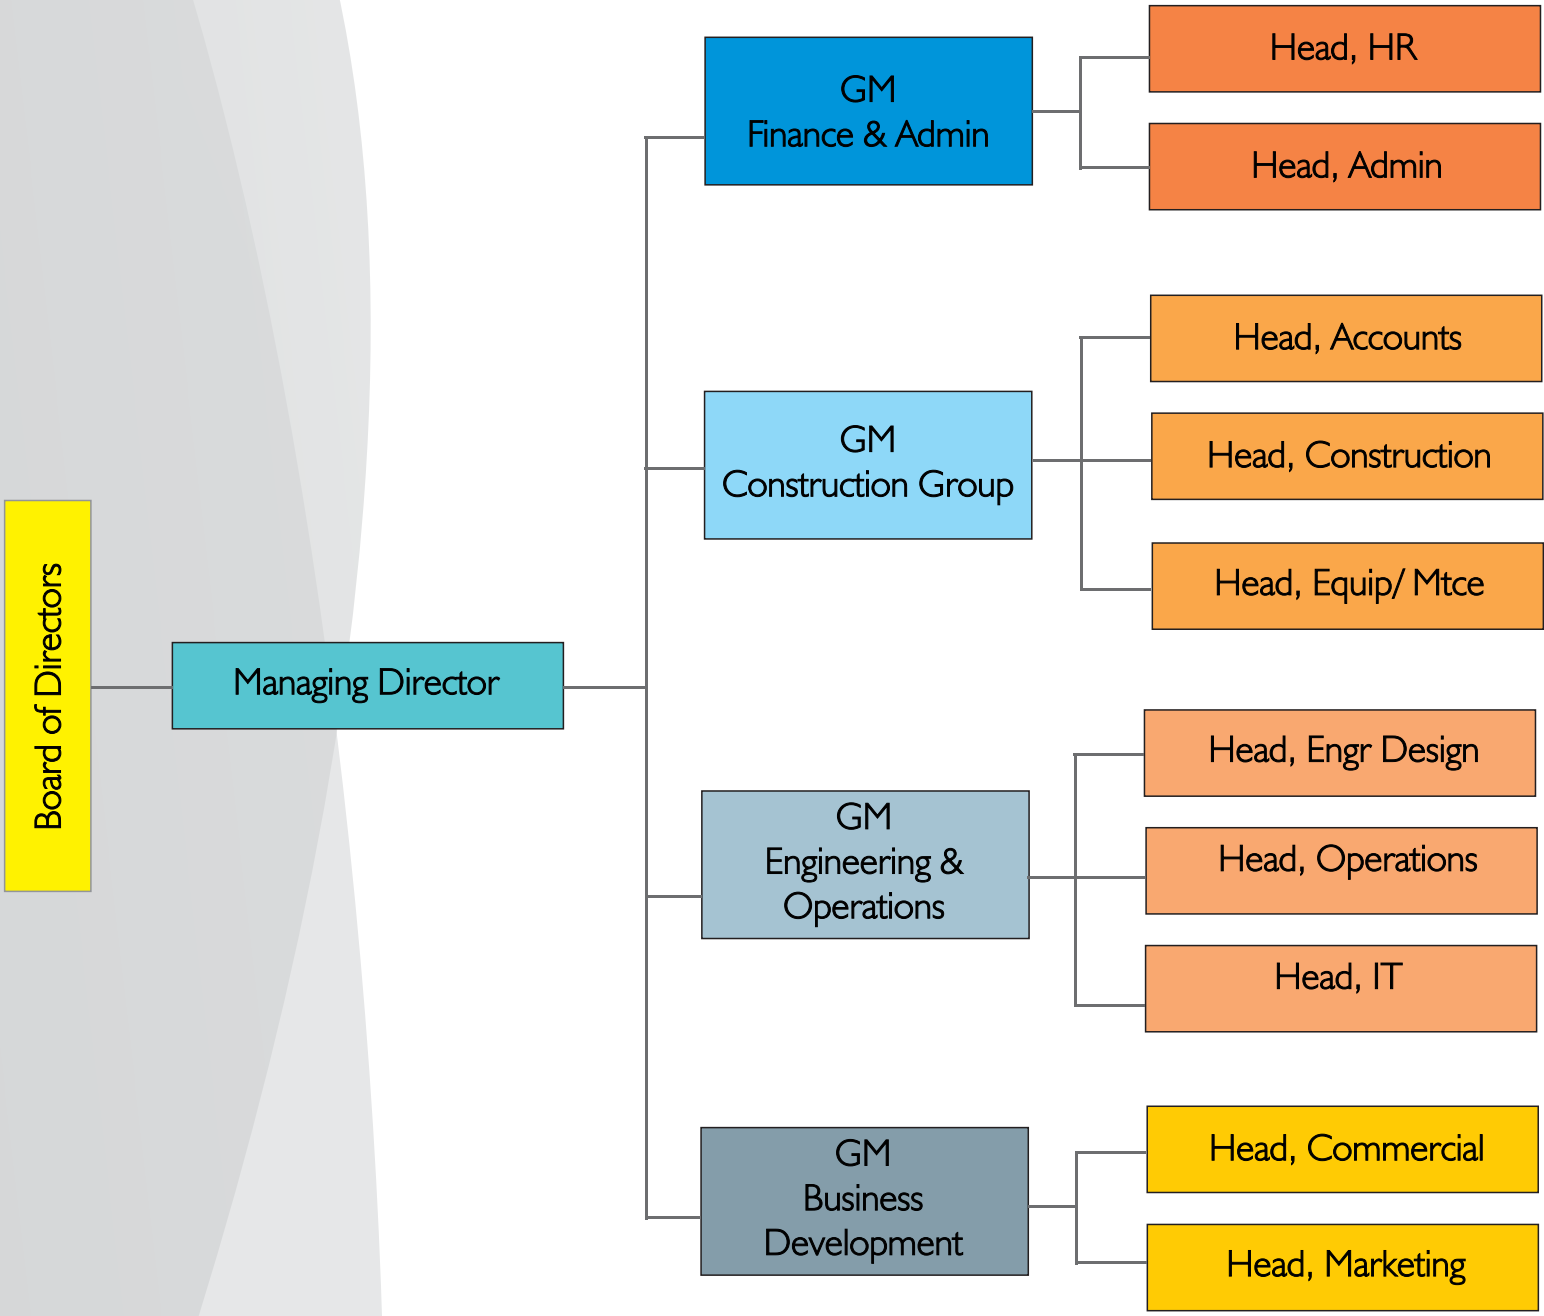 Board of Directors
Managing Director
GM
Finance & Admin
Head, HR
Head, Admin
GM
Construction Group
Head, Accounts
Head, Construction
Head, Equip/ Mtce
GM
Engineering &
Operations
Head, Engr Design
Head, Operations
Head, IT
GM
Business
Development
Head, Commercial
Head, Marketing